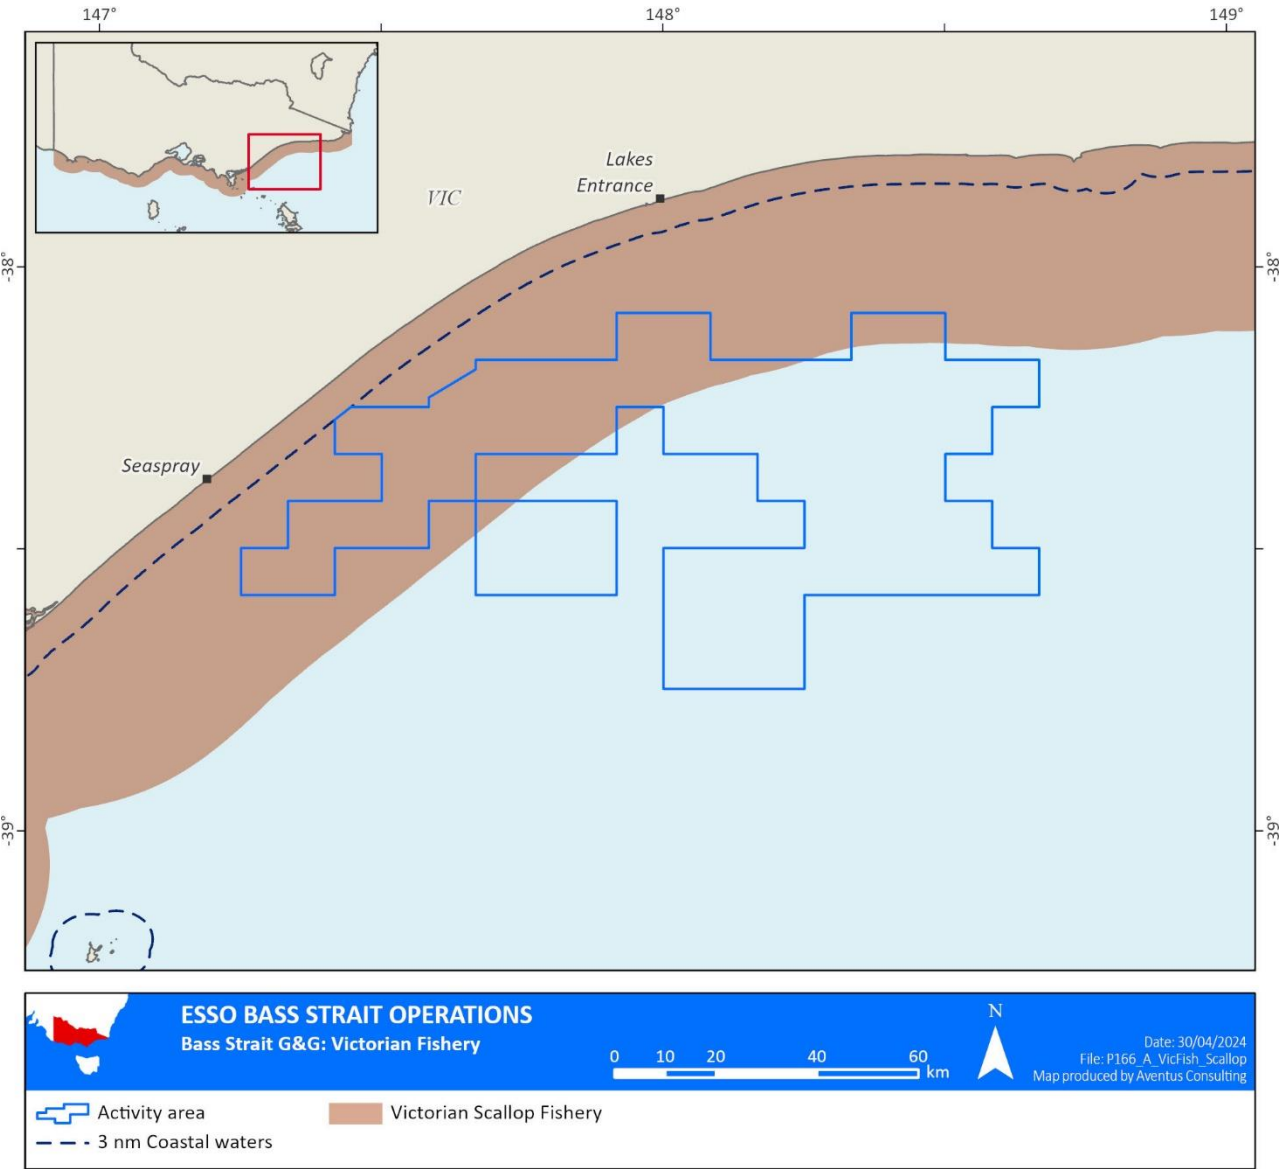 147°
148°
149°
VIC
Lakes
Entrance
-38°
-38°
Seaspray
-39°
-39°
ESSO BASS STRAIT OPERATIONS
Bass Strait G&G: Victorian Fishery
0 10 20 40 60
km
N
Date: 30/04/2024
File: P166_A_VicFish_Scallop
Map produced by Aventus Consulting
Activity area
Victorian Scallop Fishery
3 nm Coastal waters